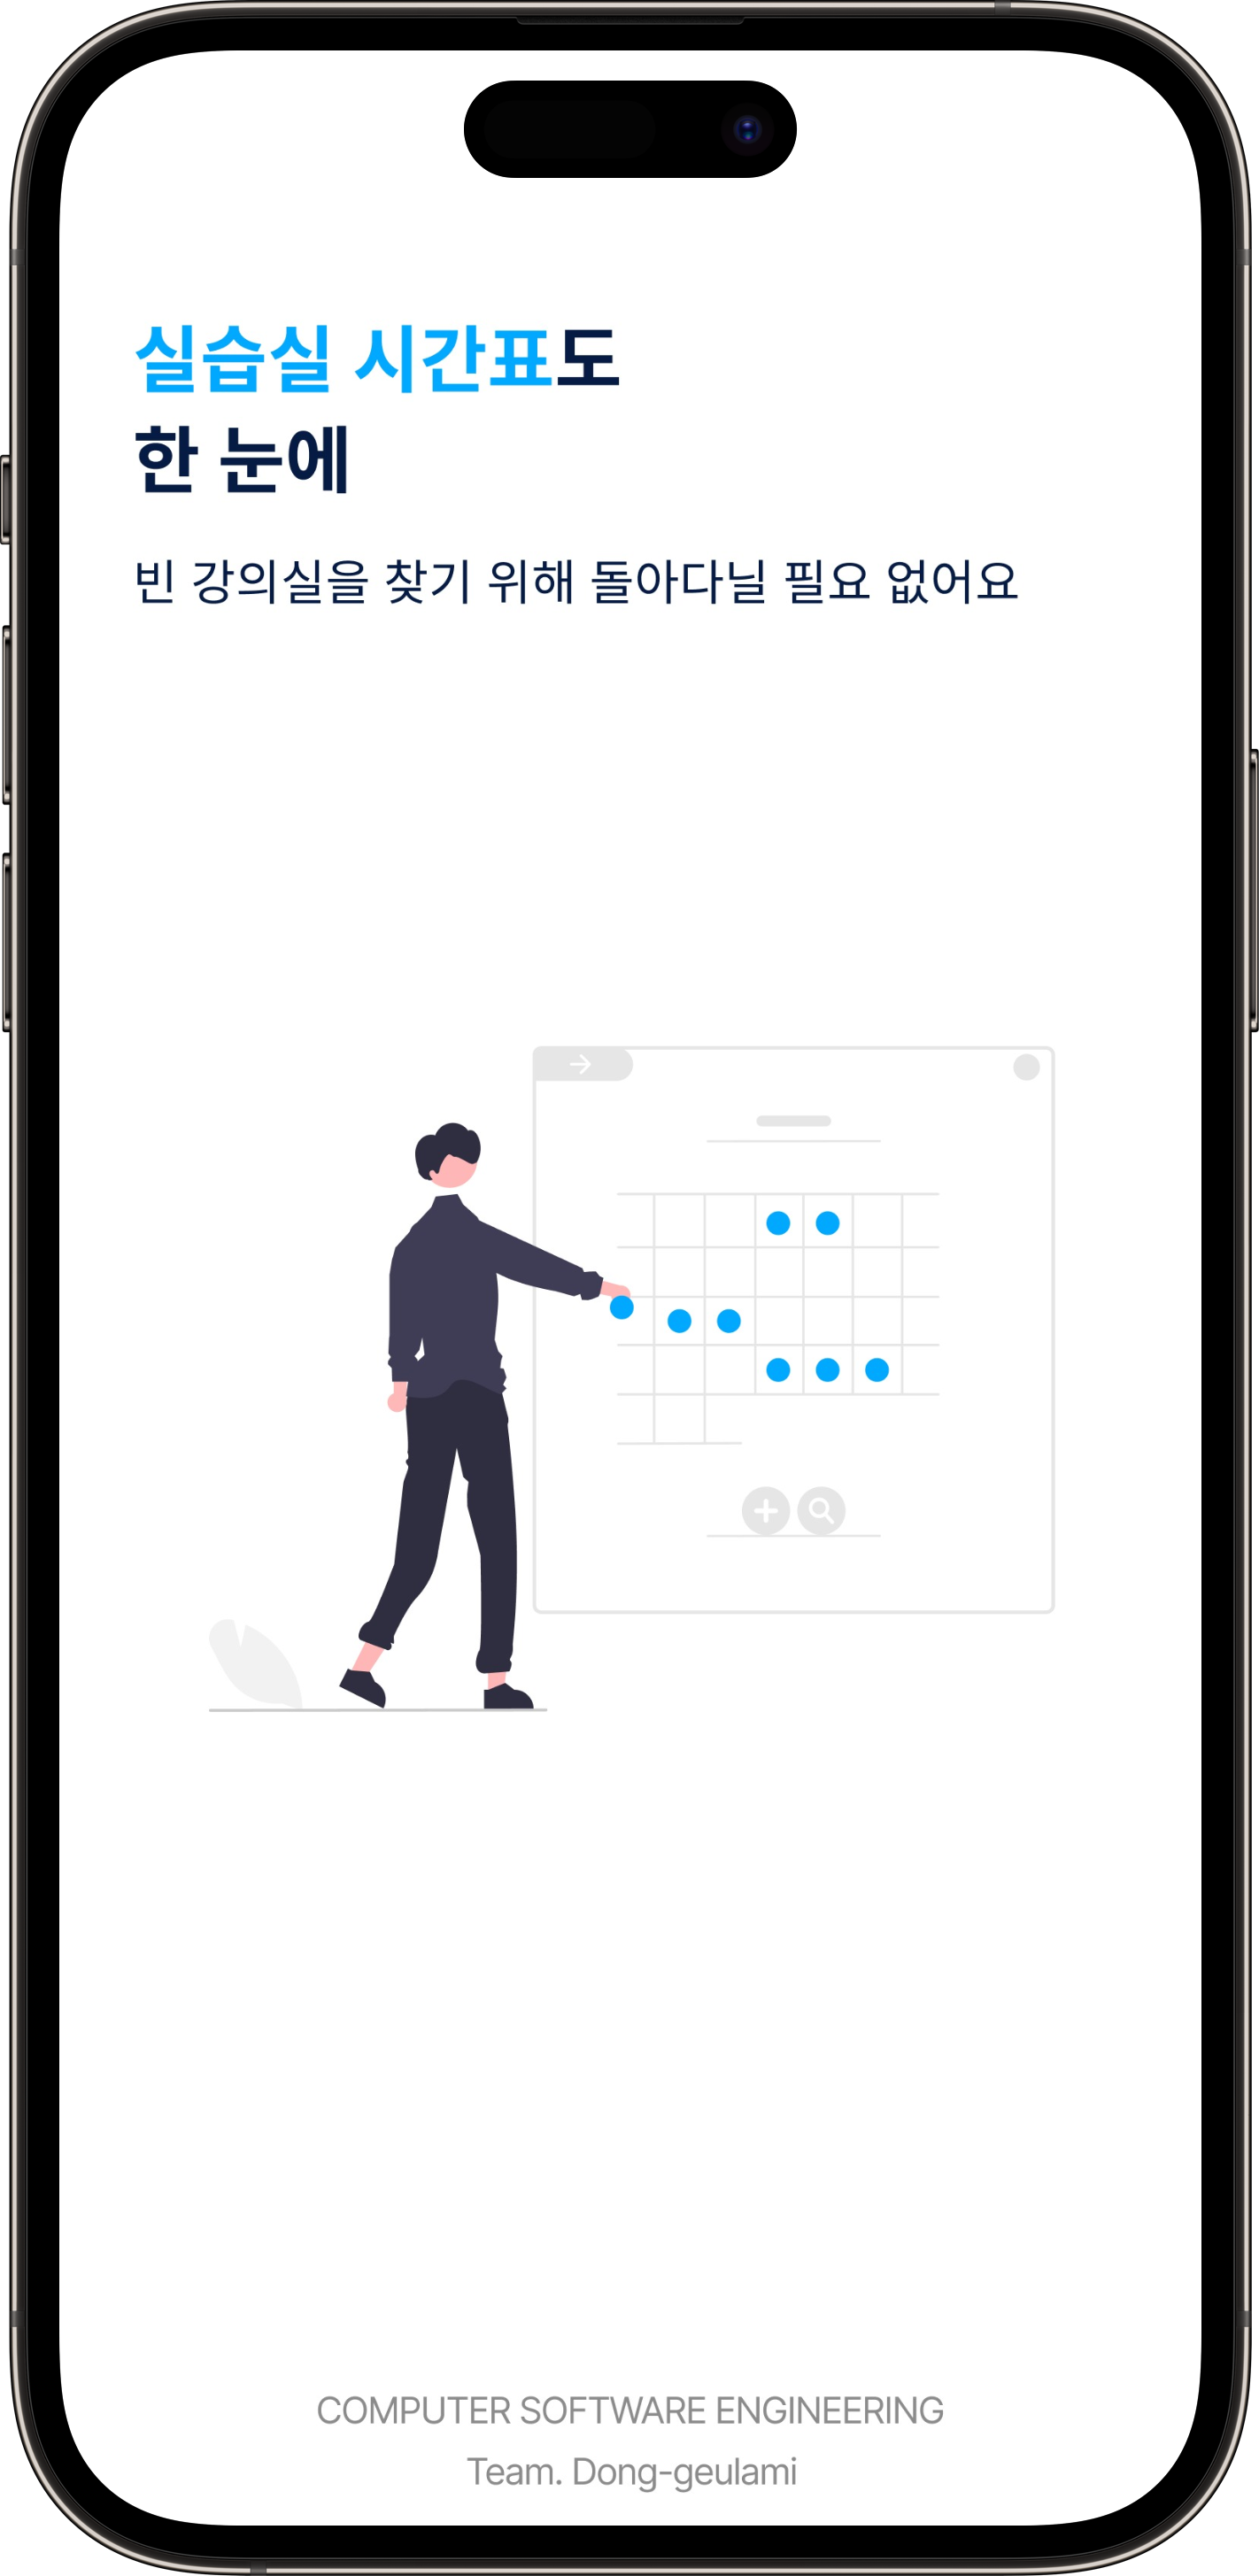 실습실 시간표도
한 눈에
빈 강의실을 찾기 위해 돌아다닐 필요 없어요
COMPUTER SOFTWARE ENGINEERING
Team. Dong-geulami